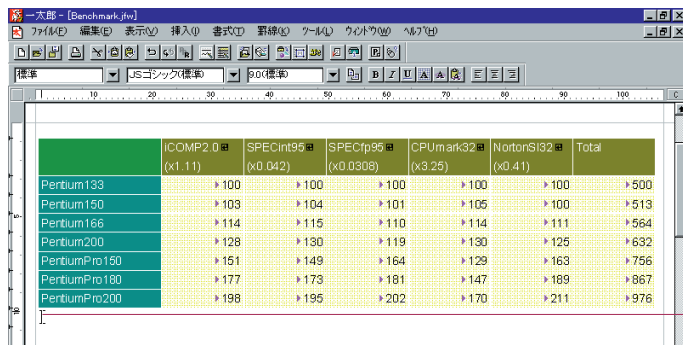 一太郎 - [Benchmark.jfw]
ファイル(F) 編集(E) 表示(V) 挿入(I) 書式(T) 罫線(K) ツール(L) ウィンドウ(W) ヘルプ(H)
標準 JSゴシック(標準) 9.0(標準) B I U A A
10 20 30 40 50 60 70 80 90 100
iCOMP2.0 SPECint95 SPECfp95 CPUmark32 NortonSI32 Total
(x1.11) (x0.042) (x0.0308) (x3.25) (x0.41)
Pentium133 100 100 100 100 100 500
Pentium150 103 104 101 105 100 513
Pentium166 114 115 110 114 111 564
Pentium200 128 130 119 130 125 632
PentiumPro150 151 149 164 129 163 756
PentiumPro180 177 173 181 147 189 867
PentiumPro200 198 195 202 170 211 976